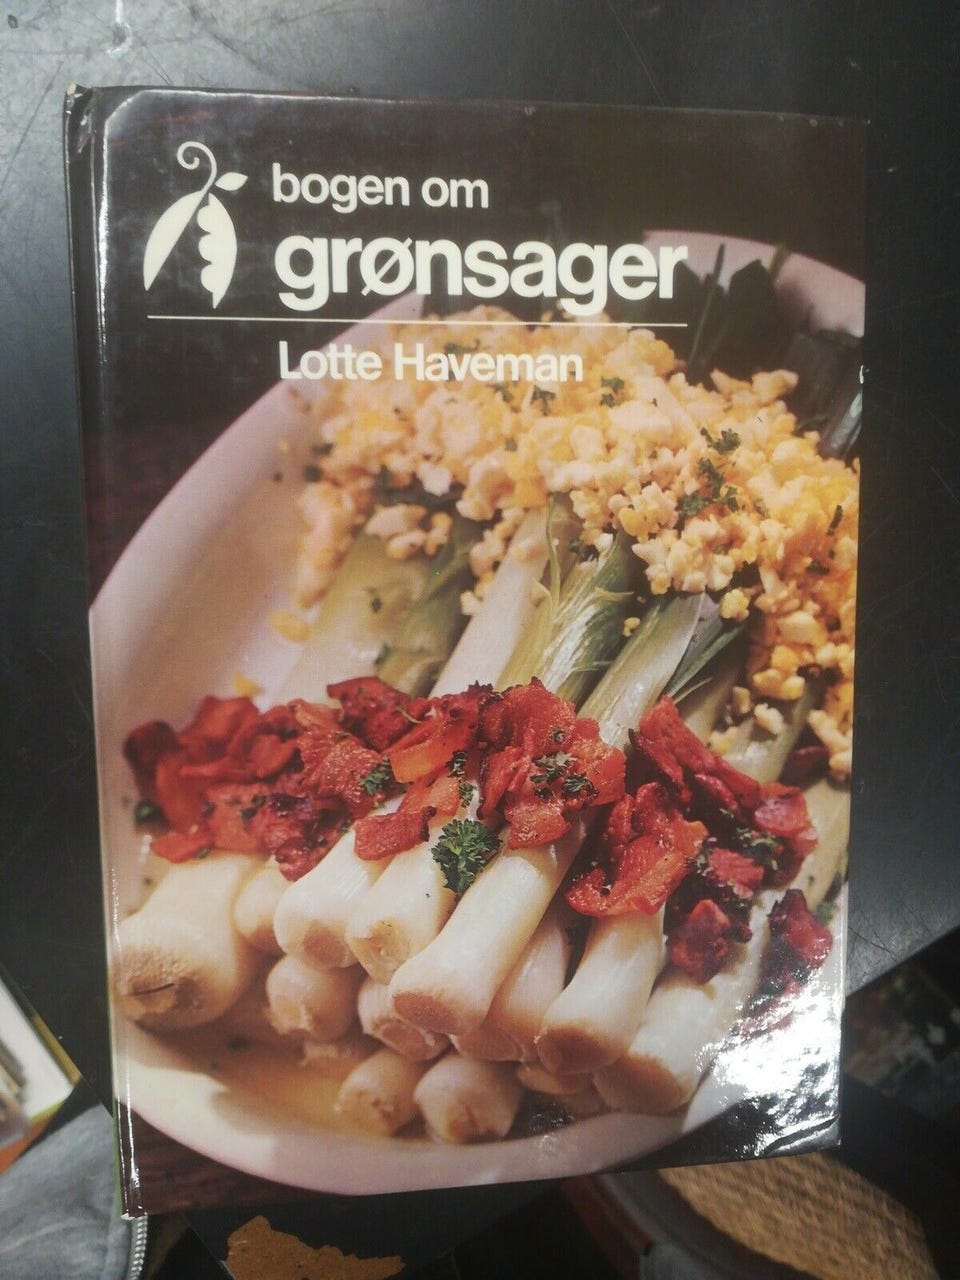 bogen om
grønsager
Lotte Haveman